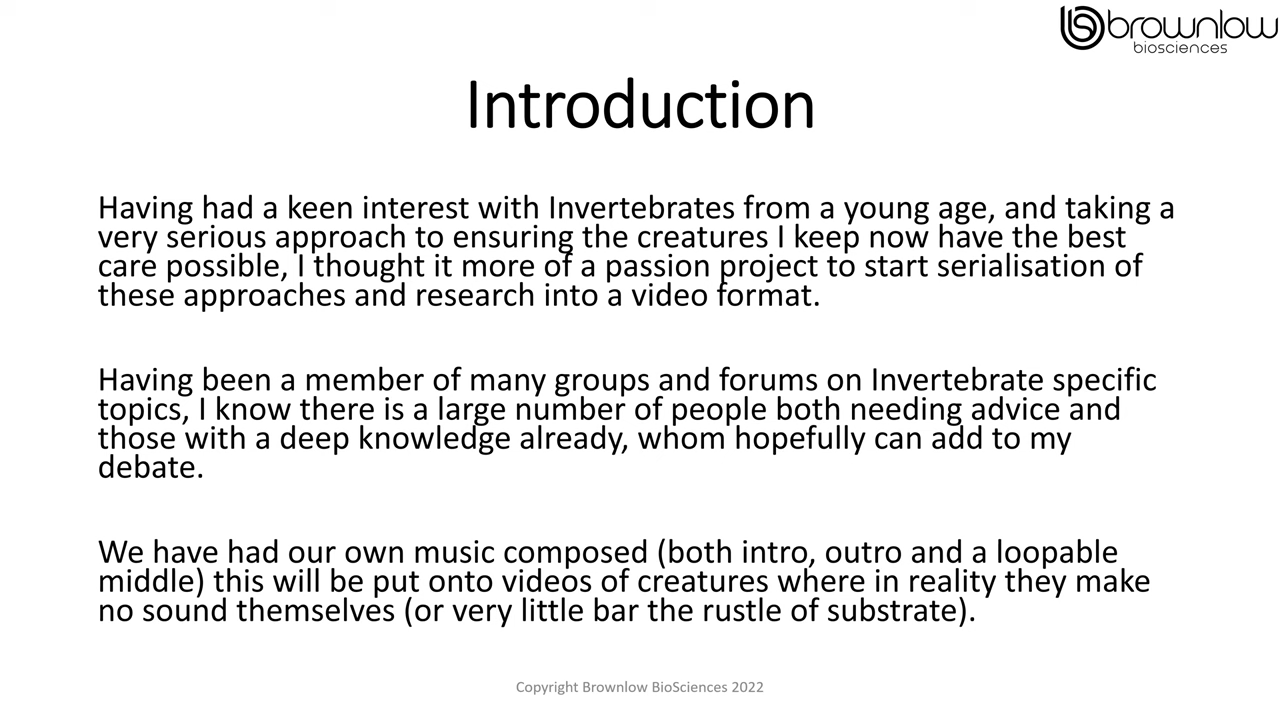 brownlow
biosciences
Introduction
Having had a keen interest with Invertebrates from a young age, and taking a
very serious approach to ensuring the creatures I keep now have the best
care possible, I thought it more of a passion project to start serialisation of
these approaches and research into a video format.
Having been a member of many groups and forums on Invertebrate specific
topics, I know there is a large number of people both needing advice and
those with a deep knowledge already, whom hopefully can add to my
debate.
We have had our own music composed (both intro, outro and a loopable
middle) this will be put onto videos of creatures where in reality they make
no sound themselves (or very little bar the rustle of substrate).
Copyright Brownlow BioSciences 2022